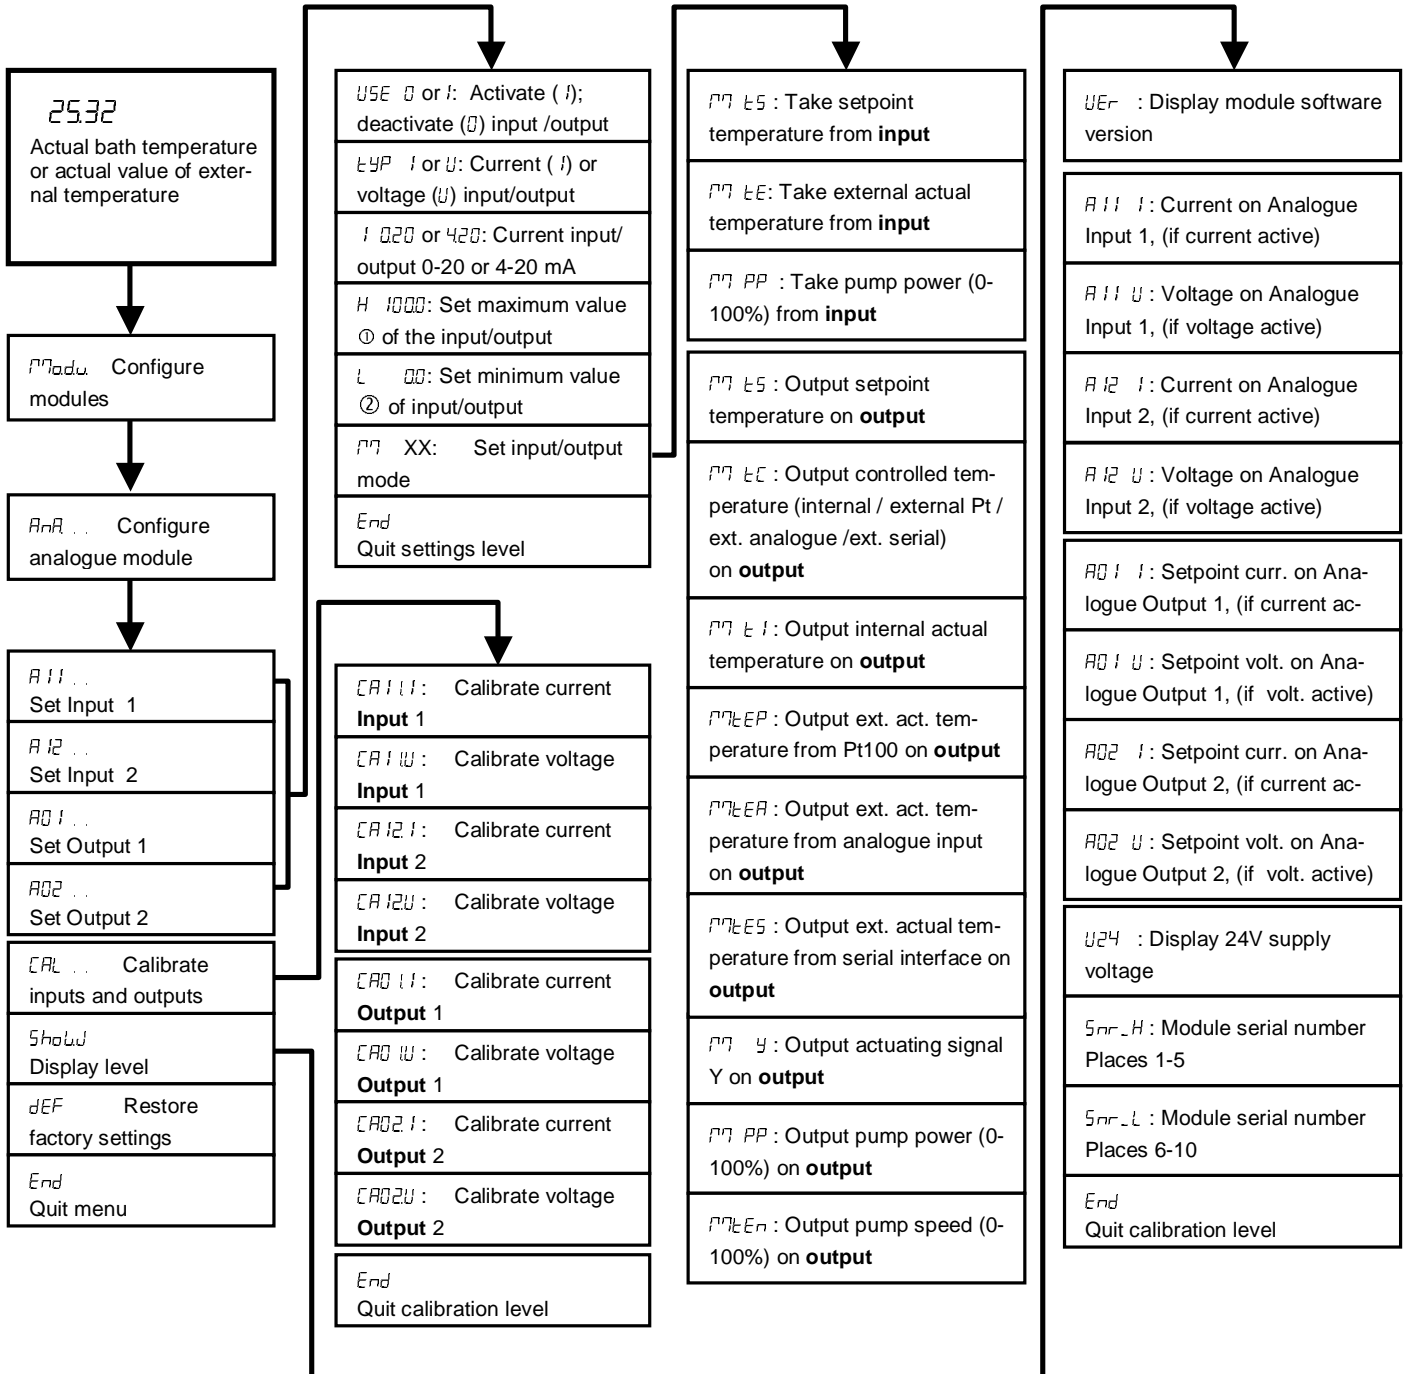 25.32
Actual bath temperature
or actual value of exter-
nal temperature
Modu. Configure
modules
AnA. . . Configure
analogue module
AI1 . .
Set Input 1
AI2 . .
Set Input 2
AO1 . .
Set Output 1
AO2 . .
Set Output 2
CAL . . Calibrate
inputs and outputs
ShoW
Display level
dEF Restore
factory settings
End
Quit menu
USE 0 or 1: Activate ( 1);
deactivate (0) input /output
tYP I or U: Current ( I) or
voltage (U) input/output
I 0.20 or 4.20: Current input/
output 0-20 or 4-20 mA
H 100.0: Set maximum value
① of the input/output
L 0.0: Set minimum value
② of input/output
M XX: Set input/output
mode
End
Quit settings level
CAI1.I : Calibrate current
Input 1
CAI1.U : Calibrate voltage
Input 1
CAI2.I : Calibrate current
Input 2
CAI2.U : Calibrate voltage
Input 2
CAO1.I : Calibrate current
Output 1
CAO1.U : Calibrate voltage
Output 1
CAO2.I : Calibrate current
Output 2
CAO2.U : Calibrate voltage
Output 2
End
Quit calibration level
M tS : Take setpoint
temperature from input
M tE: Take external actual
temperature from input
M PP : Take pump power (0-
100%) from input
M tS : Output setpoint
temperature on output
M tC : Output controlled tem-
perature (internal / external Pt /
ext. analogue /ext. serial)
on output
M tI : Output internal actual
temperature on output
MtEP : Output ext. act. tem-
perature from Pt100 on output
MtEA : Output ext. act. tem-
perature from analogue input
on output
MtES : Output ext. actual tem-
perature from serial interface on
output
M Y : Output actuating signal
Y on output
M PP : Output pump power (0-
100%) on output
MtEn : Output pump speed (0-
100%) on output
VEr : Display module software
version
AI1 I : Current on Analogue
Input 1, (if current active)
AI1 U : Voltage on Analogue
Input 1, (if voltage active)
AI2 I : Current on Analogue
Input 2, (if current active)
AI2 U : Voltage on Analogue
Input 2, (if voltage active)
AO1 I : Setpoint curr. on Ana-
logue Output 1, (if current ac-
AO1 U : Setpoint volt. on Ana-
logue Output 1, (if volt. active)
AO2 I : Setpoint curr. on Ana-
logue Output 2, (if current ac-
AO2 U : Setpoint volt. on Ana-
logue Output 2, (if volt. active)
U24 : Display 24V supply
voltage
Snr_H : Module serial number
Places 1-5
Snr_L : Module serial number
Places 6-10
End
Quit calibration level